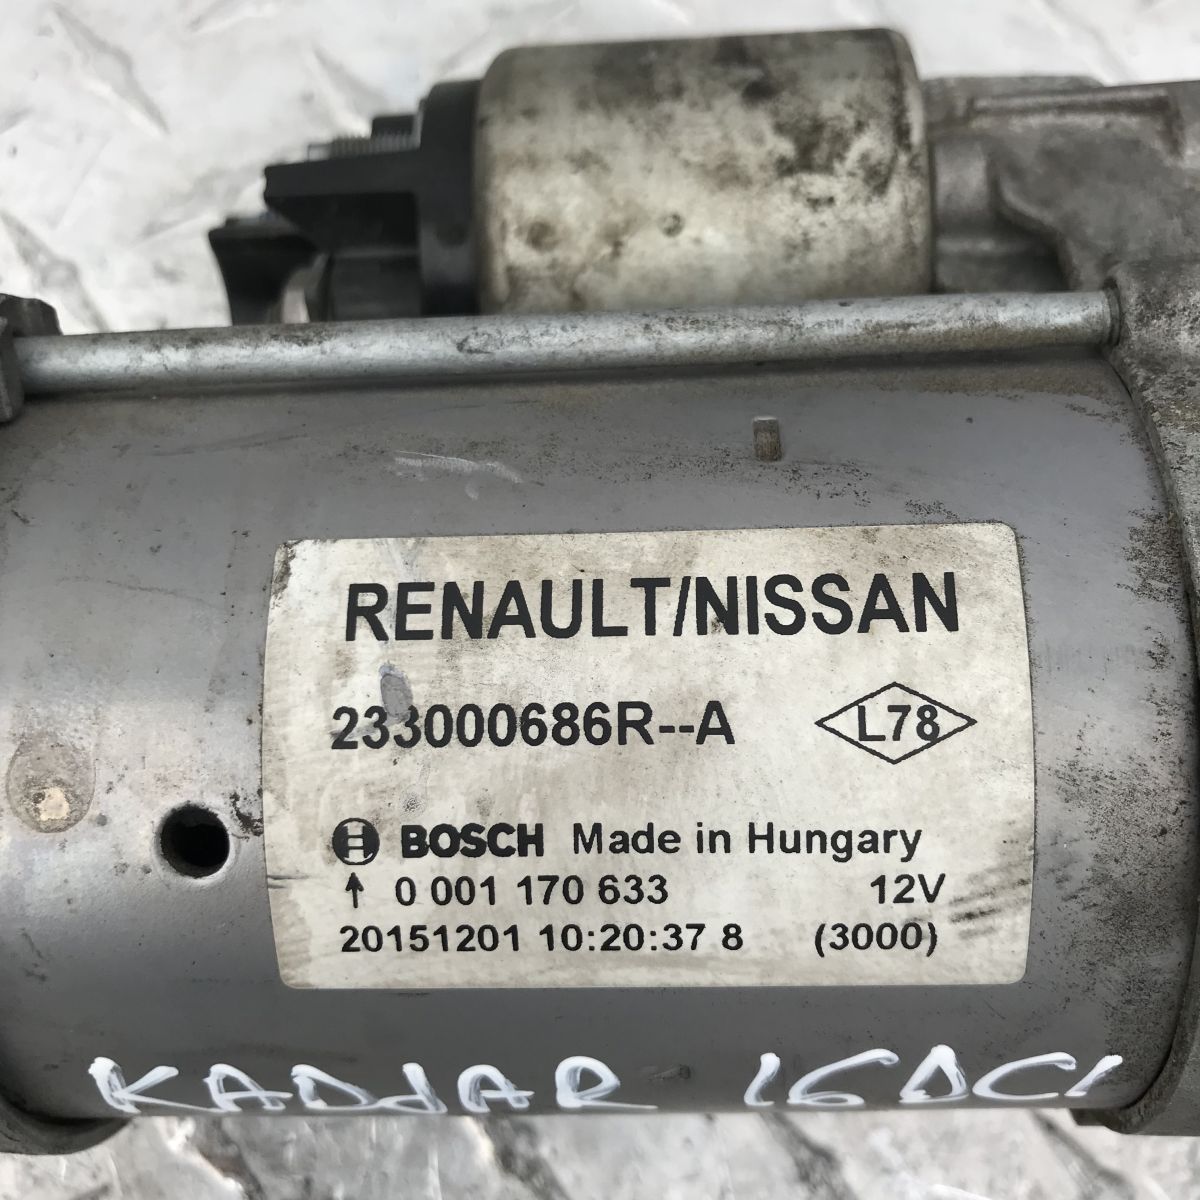 RENAULT/NISSAN
233000686R--A L78
BOSCH Made in Hungary
↑ 0 001 170 633 12V
20151201 10:20:37 8 (3000)
KADJAR 16DCI